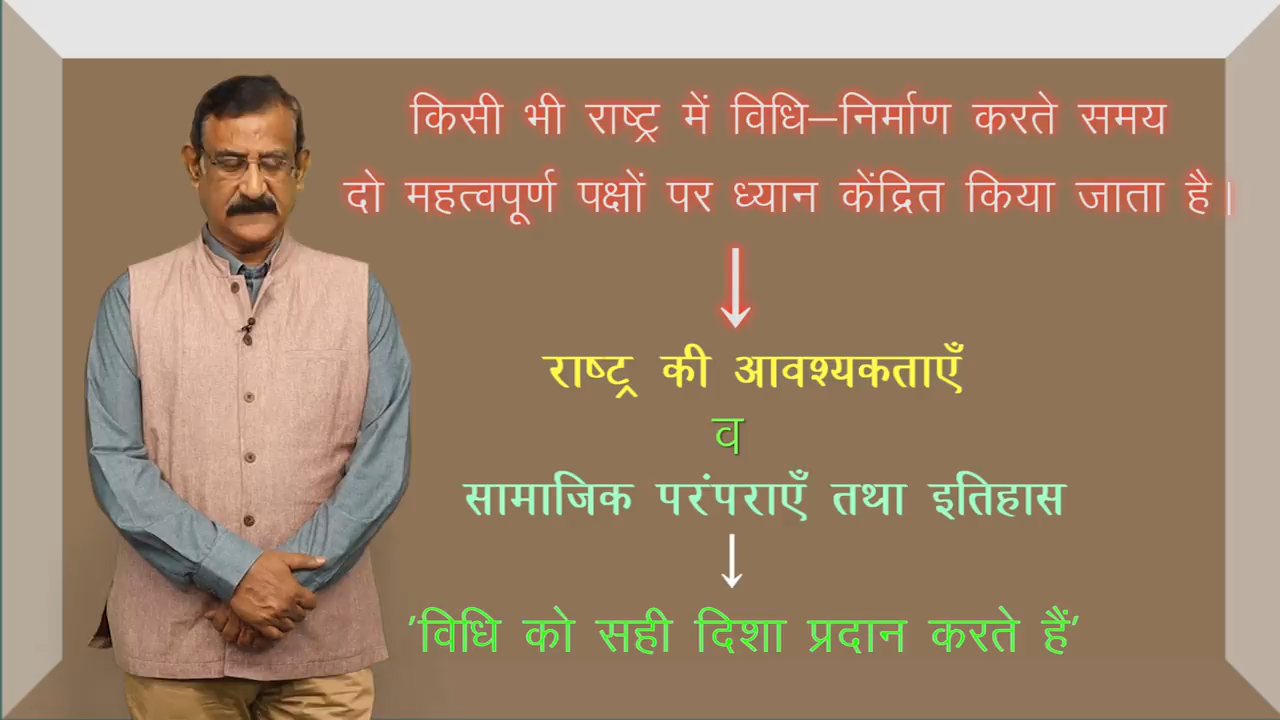 किसी भी राष्ट्र में विधि–निर्माण करते समय
दो महत्वपूर्ण पक्षों पर ध्यान केंद्रित किया जाता है।
राष्ट्र की आवश्यकताएँ
व
सामाजिक परंपराएँ तथा इतिहास
'विधि को सही दिशा प्रदान करते हैं'